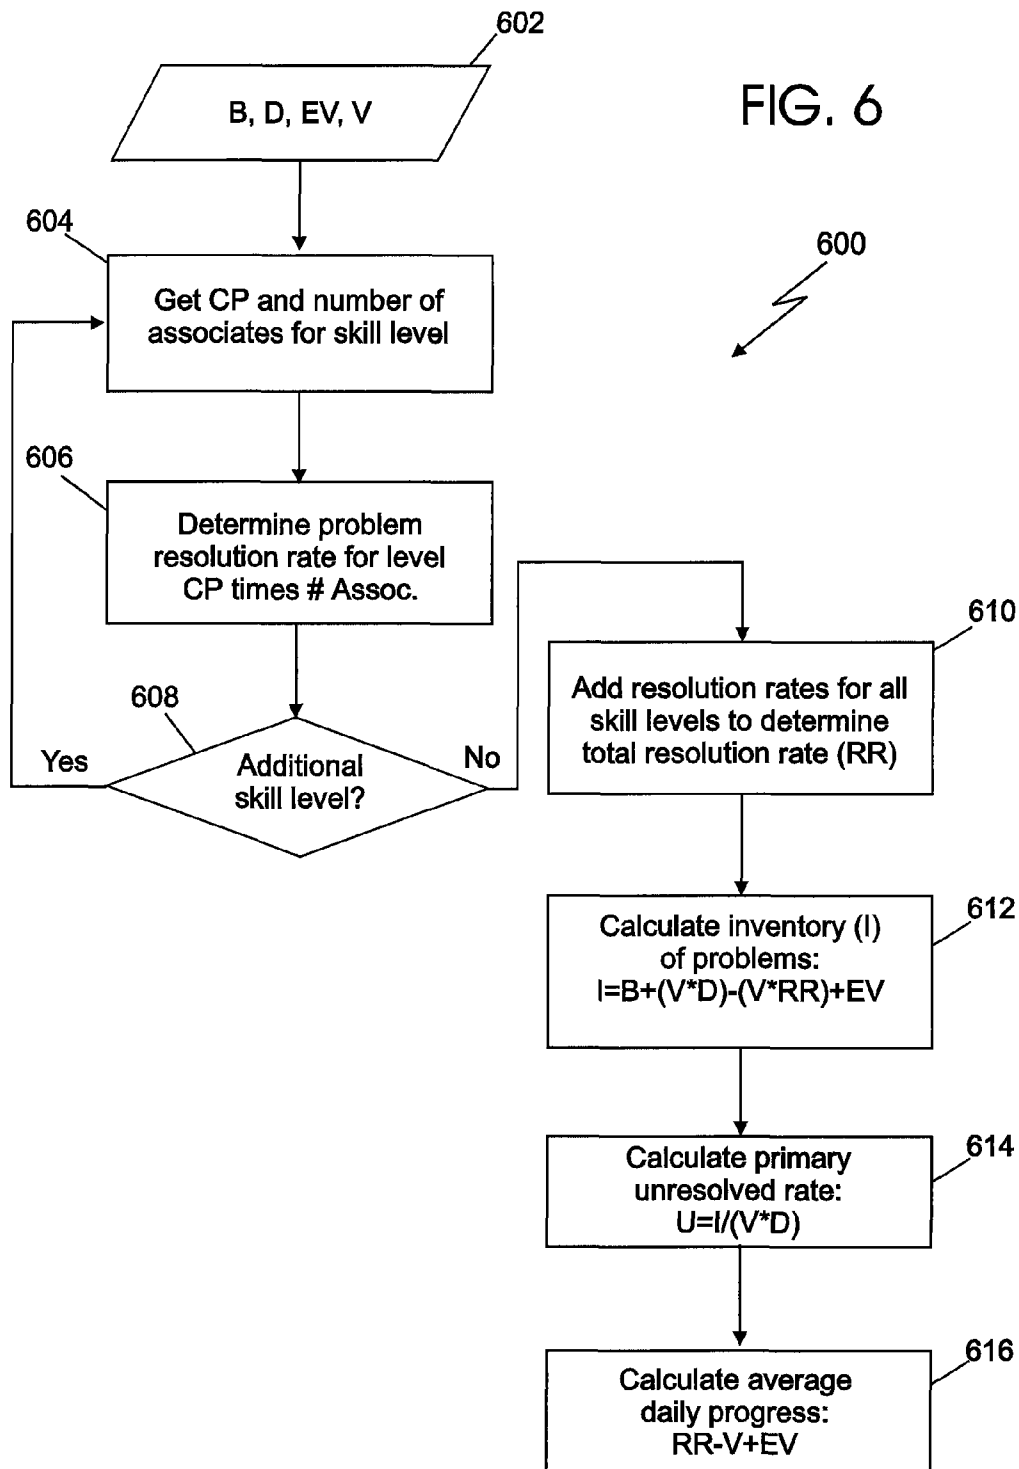 602
B, D, EV, V
FIG. 6
604
Get CP and number of
associates for skill level
600
606
Determine problem
resolution rate for level
CP times # Assoc.
608
Yes
Additional
skill level?
No
610
Add resolution rates for all
skill levels to determine
total resolution rate (RR)
612
Calculate inventory (I)
of problems:
I=B+(V*D)-(V*RR)+EV
614
Calculate primary
unresolved rate:
U=I/(V*D)
616
Calculate average
daily progress:
RR-V+EV